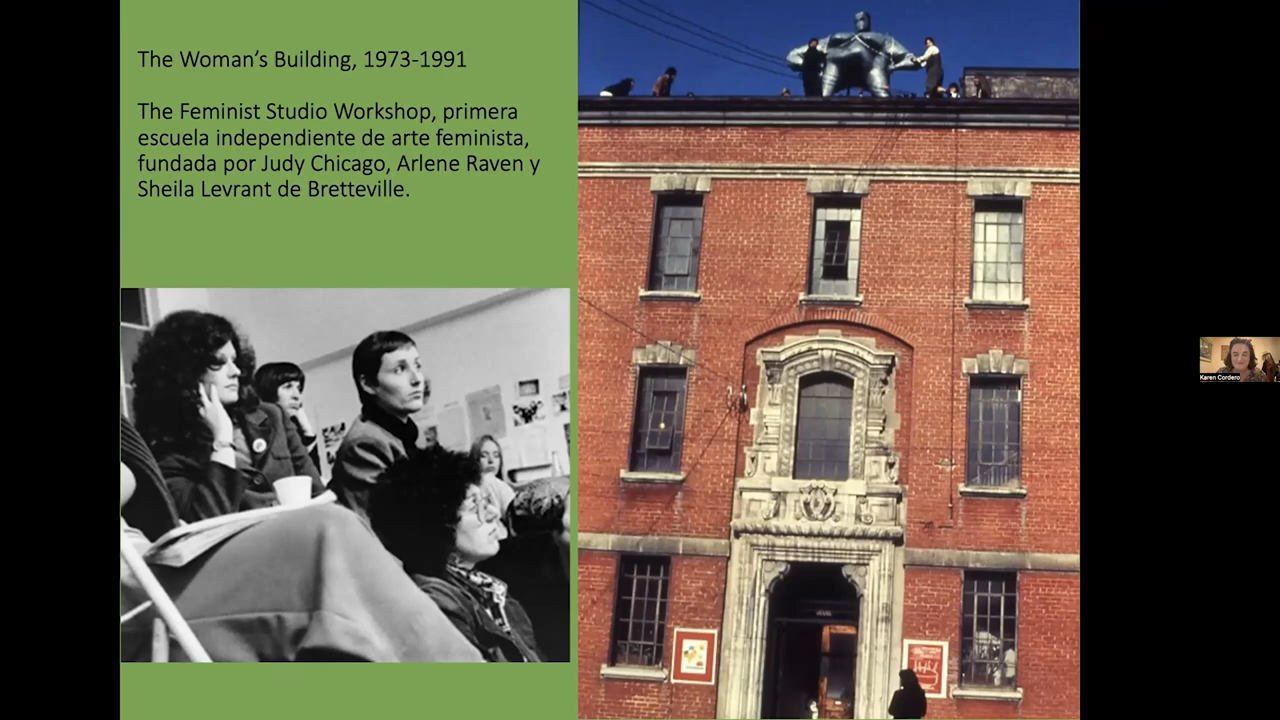 The Woman’s Building, 1973-1991
The Feminist Studio Workshop, primera
escuela independiente de arte feminista,
fundada por Judy Chicago, Arlene Raven y
Sheila Levrant de Bretteville.
Karen Cordero